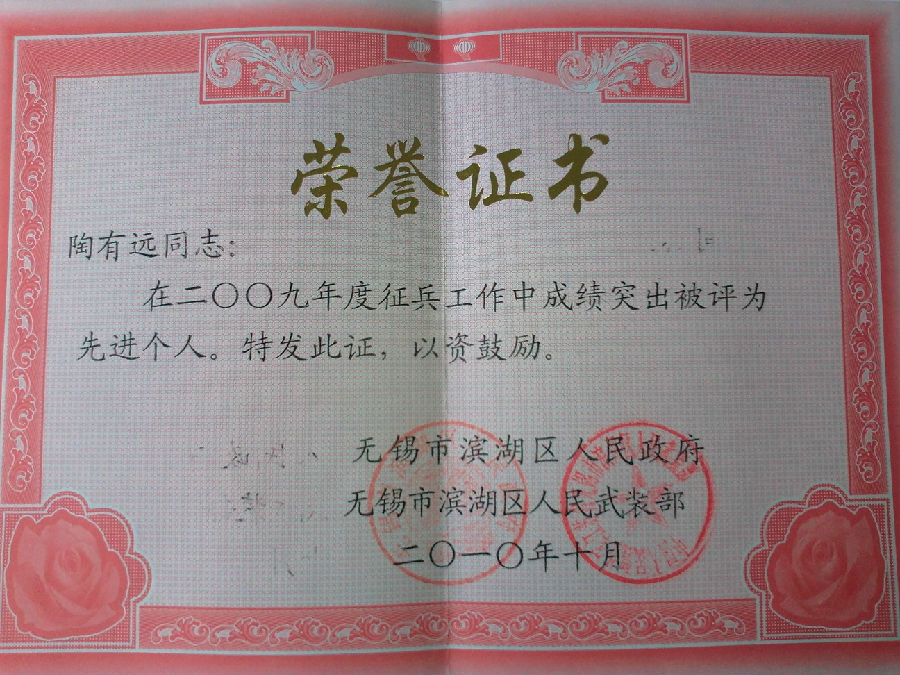 荣誉证书
陶有远同志：
在二〇〇九年度征兵工作中成绩突出被评为
先进个人。特发此证，以资鼓励。
无锡市滨湖区人民政府
无锡市滨湖区人民武装部
二〇一〇年十月